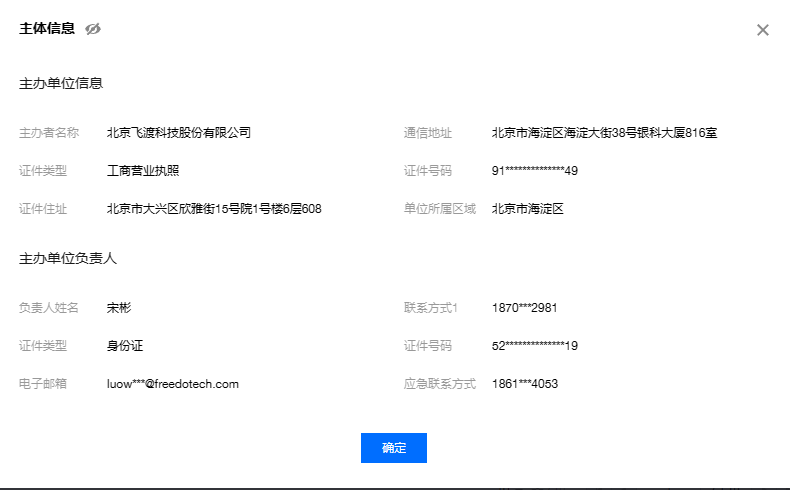 主体信息
主办单位信息
主办者名称 北京飞渡科技股份有限公司 通信地址 北京市海淀区海淀大街38号银科大厦816室
证件类型 工商营业执照 证件号码 91**************49
证件住址 北京市大兴区欣雅街15号院1号楼6层608 单位所属区域 北京市海淀区
主办单位负责人
负责人姓名 宋彬 联系方式1 1870***2981
证件类型 身份证 证件号码 52**************19
电子邮箱 luow***@freedotech.com 应急联系方式 1861***4053
确定